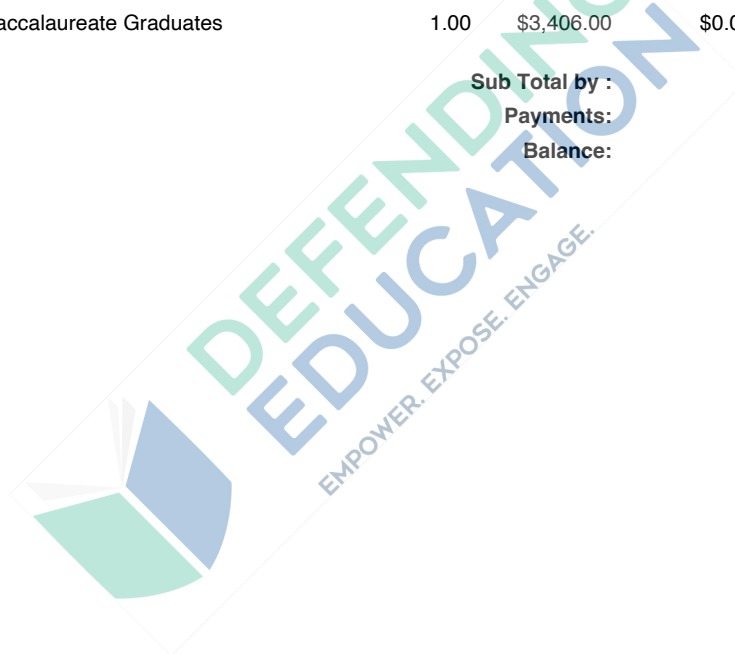 accalaureate Graduates 1.00 $3,406.00 $0.0
Sub Total by :
Payments:
Balance:
DEFENDING
EDUCATION
EMPOWER. EXPOSE. ENGAGE.